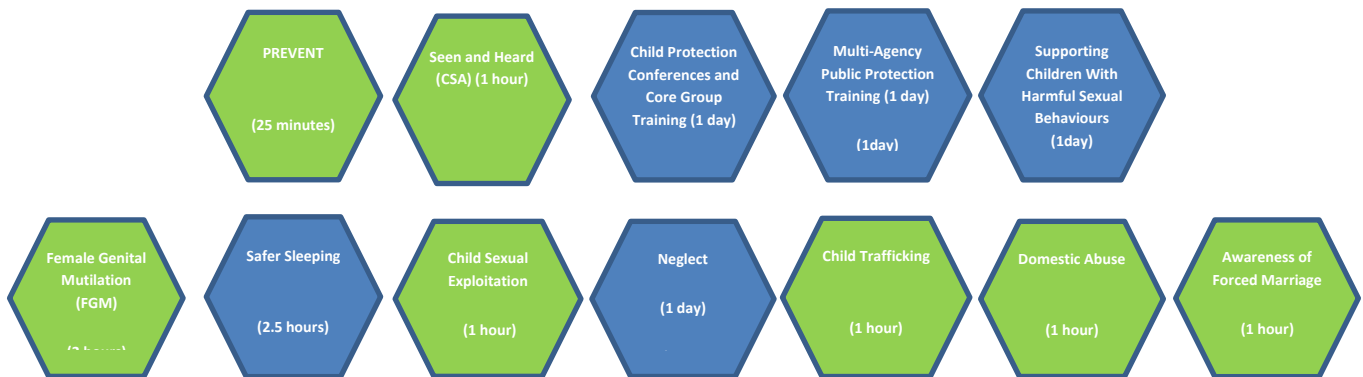 PREVENT
(25 minutes)
Seen and Heard
(CSA) (1 hour)
Child Protection
Conferences and
Core Group
Training (1 day)
Multi-Agency
Public Protection
Training (1 day)
(1day)
Supporting
Children With
Harmful Sexual
Behaviours
(1day)
Female Genital
Mutilation
(FGM)
Safer Sleeping
(2.5 hours)
Child Sexual
Exploitation
(1 hour)
Neglect
(1 day)
Child Trafficking
(1 hour)
Domestic Abuse
(1 hour)
Awareness of
Forced Marriage
(1 hour)